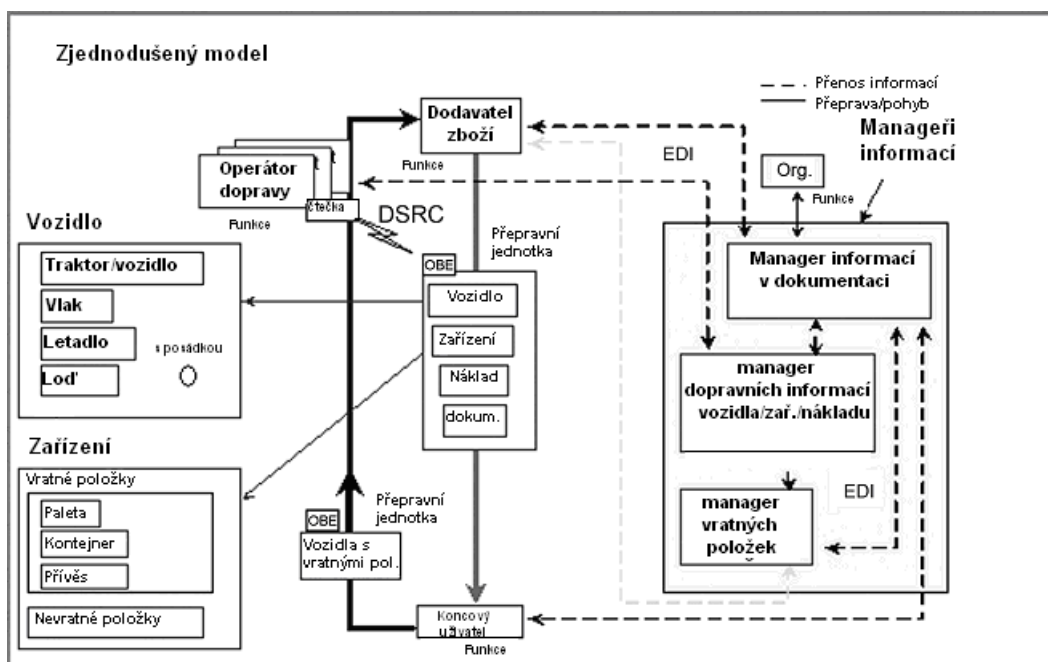 Zjednodušený model
Přenos informací
Přeprava/pohyb
Manageři
informací
Dodavatel
zboží
Funkce
EDI
Org.
Funkce
Operátor
dopravy
čtečka
Funkce
DSRC
Přepravní
jednotka
Vozidlo
Traktor/vozidlo
Vlak
Letadlo
Loď
s posádkou
OBE
Vozidlo
Zařízení
Náklad
dokum.
Manager informací
v dokumentaci
manager
dopravních informací
vozidla/zař./nákladu
EDI
manager
vratných
položek
Zařízení
Vratné položky
Paleta
Kontejner
Přívěs
Nevratné položky
Přepravní
jednotka
OBE
Vozidla s
vratnými pol.
Koncový
uživatel
Funkce